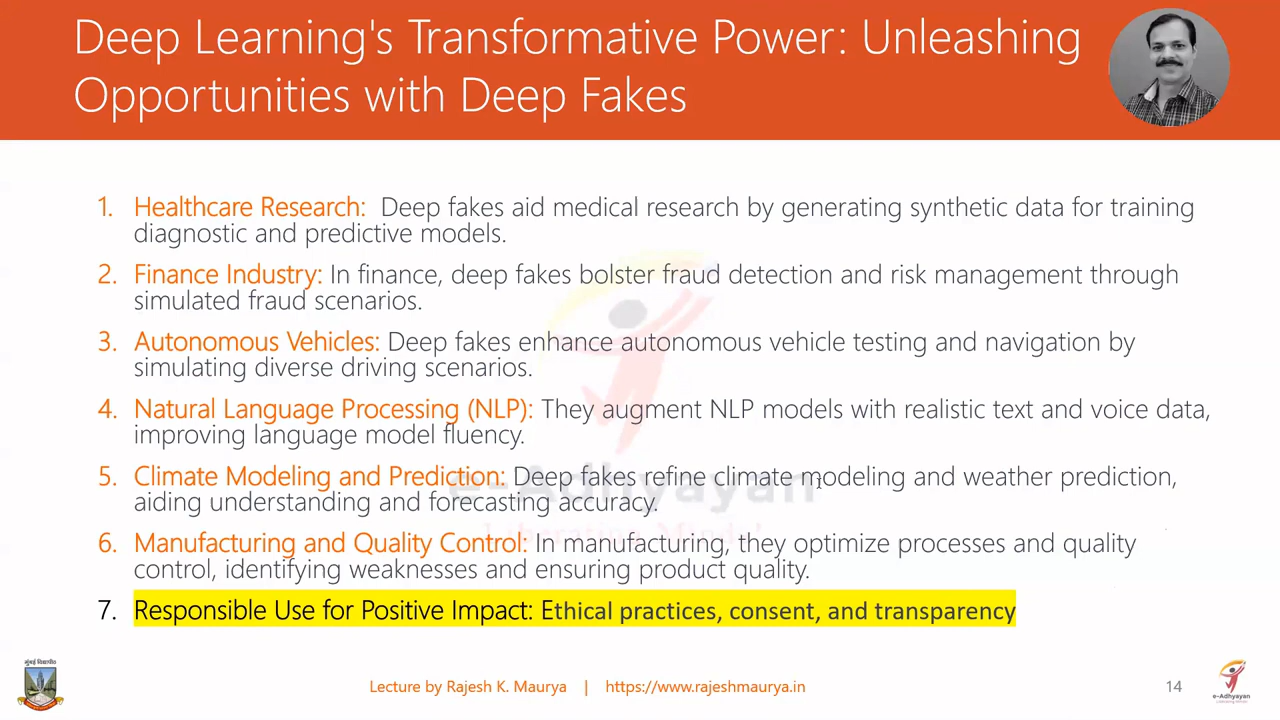 Deep Learning's Transformative Power: Unleashing
Opportunities with Deep Fakes
1. Healthcare Research: Deep fakes aid medical research by generating synthetic data for training
diagnostic and predictive models.
2. Finance Industry: In finance, deep fakes bolster fraud detection and risk management through
simulated fraud scenarios.
3. Autonomous Vehicles: Deep fakes enhance autonomous vehicle testing and navigation by
simulating diverse driving scenarios.
4. Natural Language Processing (NLP): They augment NLP models with realistic text and voice data,
improving language model fluency.
5. Climate Modeling and Prediction: Deep fakes refine climate modeling and weather prediction,
aiding understanding and forecasting accuracy.
e-Adhyayan
6. Manufacturing and Quality Control: In manufacturing, they optimize processes and quality
control, identifying weaknesses and ensuring product quality.
7. Responsible Use for Positive Impact: Ethical practices, consent, and transparency
Lecture by Rajesh K. Maurya | https://www.rajeshmaurya.in
14
e-Adhyayan